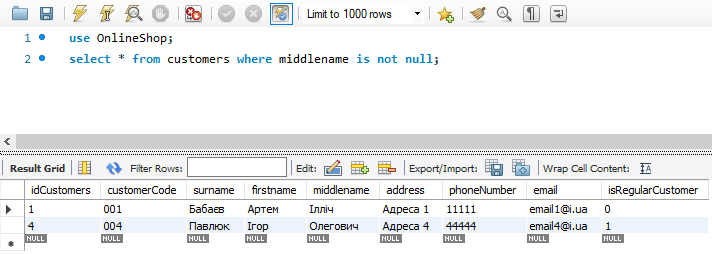 Limit to 1000 rows
1 use OnlineShop;
2 select * from customers where middlename is not null;
Result Grid Filter Rows: Edit: Export/Import: Wrap Cell Content:
idCustomers customerCode surname firstname middlename address phoneNumber email isRegularCustomer
1 001 Бабаєв Артем Ілліч Адреса 1 11111 email1@i.ua 0
4 004 Павлюк Ігор Олегович Адреса 4 44444 email4@i.ua 1
NULL NULL NULL NULL NULL NULL NULL NULL NULL